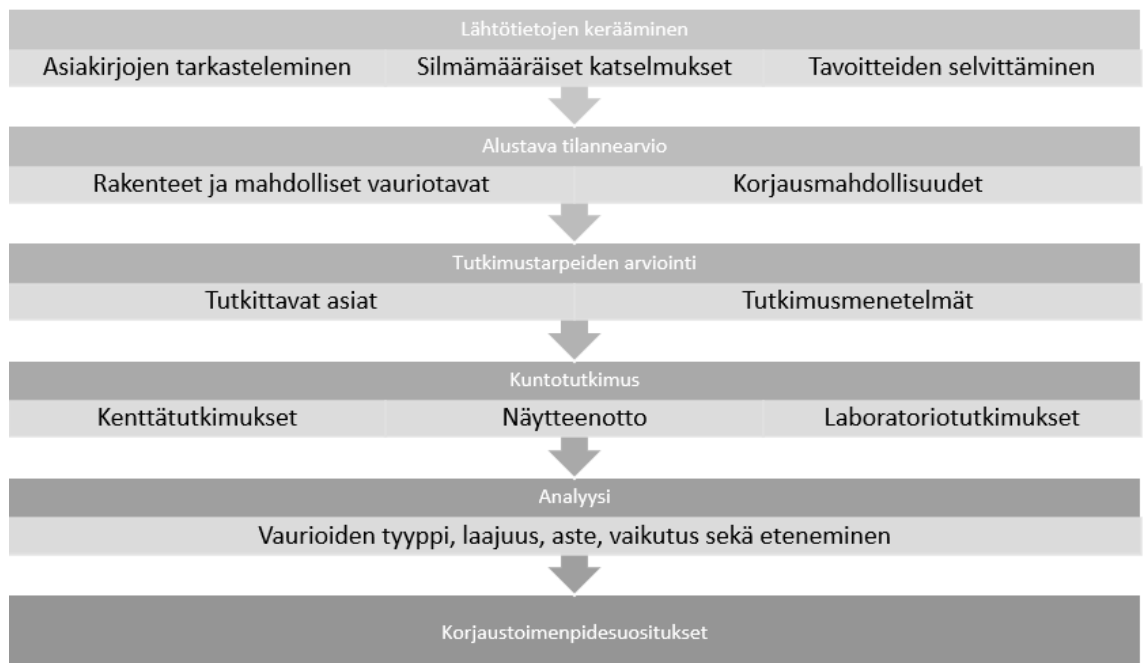 Lähtötietojen kerääminen
Asiakirjojen tarkasteleminen Silmämääräiset katselmukset Tavoitteiden selvittäminen
Alustava tilannearvio
Rakenteet ja mahdolliset vauriotavat Korjausmahdollisuudet
Tutkimustarpeiden arviointi
Tutkittavat asiat Tutkimusmenetelmät
Kuntotutkimus
Kenttätutkimukset Näytteenotto Laboratoriotutkimukset
Analyysi
Vaurioiden tyyppi, laajuus, aste, vaikutus sekä eteneminen
Korjaustoimenpidesuositukset